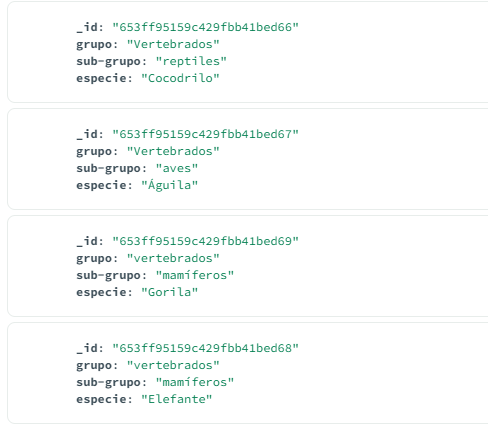 _id: "653ff95159c429fbb41bed66"
grupo: "Vertebrados"
sub-grupo: "reptiles"
especie: "Cocodrilo"
_id: "653ff95159c429fbb41bed67"
grupo: "Vertebrados"
sub-grupo: "aves"
especie: "Águila"
_id: "653ff95159c429fbb41bed69"
grupo: "vertebrados"
sub-grupo: "mamíferos"
especie: "Gorila"
_id: "653ff95159c429fbb41bed68"
grupo: "vertebrados"
sub-grupo: "mamíferos"
especie: "Elefante"